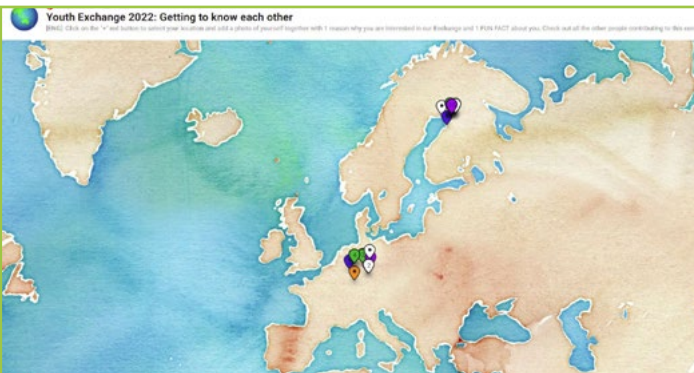 Youth Exchange 2022: Getting to know each other
[ENG] Click on the "+" out button to select your location and add a photo of yourself together with 1 reason why you are interested in our Exchange and 1 FUN FACT about you. Check out all the other people contributing to this